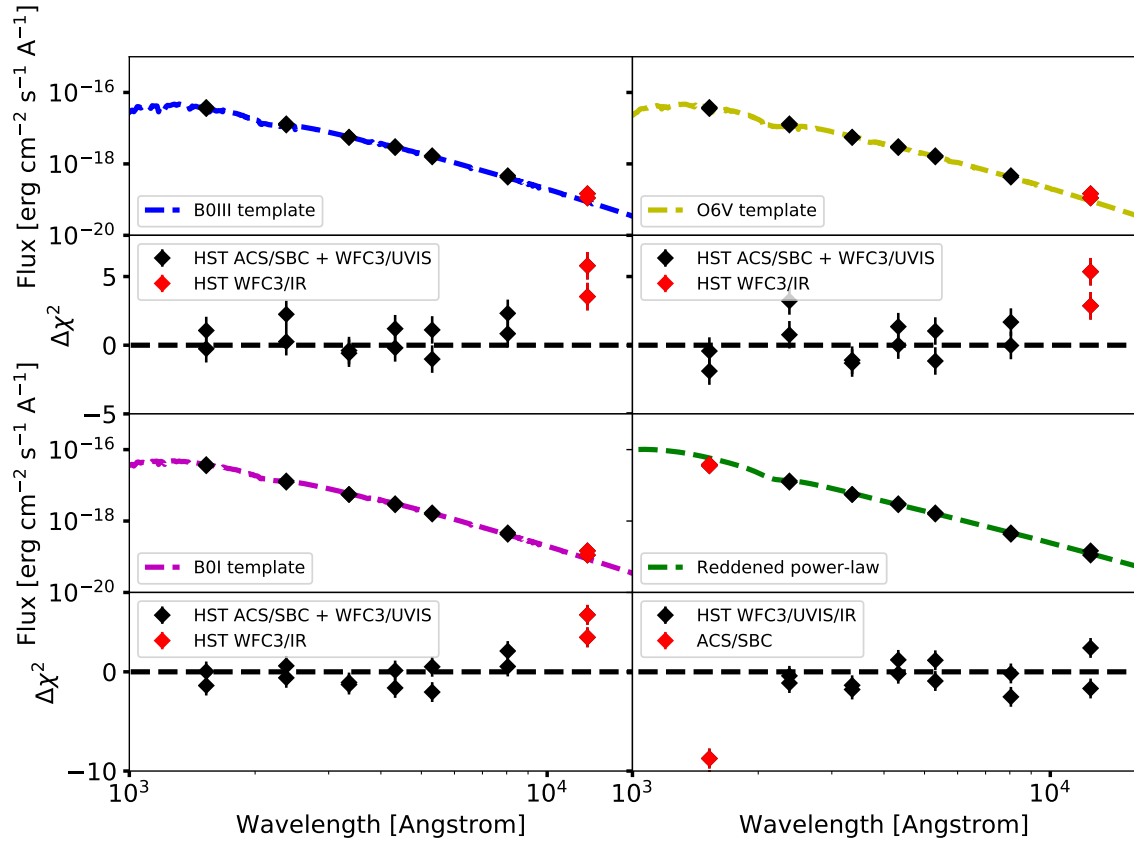 Flux [erg cm⁻² s⁻¹ A⁻¹]
10⁻¹⁶
10⁻¹⁸
10⁻²⁰
B0III template
O6V template
Δχ²
5
0
−5
HST ACS/SBC + WFC3/UVIS
HST WFC3/IR
HST ACS/SBC + WFC3/UVIS
HST WFC3/IR
Flux [erg cm⁻² s⁻¹ A⁻¹]
10⁻¹⁶
10⁻¹⁸
10⁻²⁰
B0I template
Reddened power-law
Δχ²
0
−10
HST ACS/SBC + WFC3/UVIS
HST WFC3/IR
HST WFC3/UVIS/IR
ACS/SBC
10³
10⁴
10³
10⁴
Wavelength [Angstrom]
Wavelength [Angstrom]